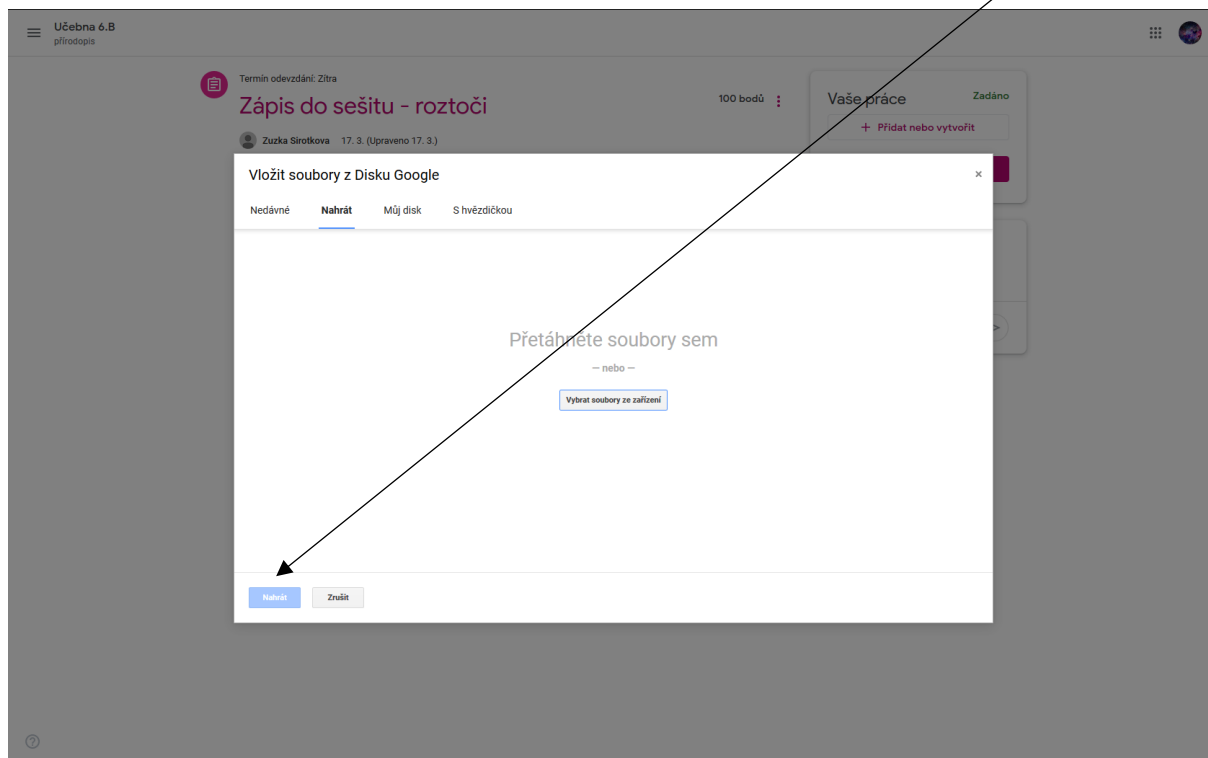 Učebna 6.B
přírodopis
Termín odevzdání: Zítra
Zápis do sešitu - roztoči
100 bodů
Zuzka Sirotkova 17. 3. (Upraveno 17. 3.)
Vaše práce
Zadáno
+ Přidat nebo vytvořit
Vložit soubory z Disku Google
Nedávné
Nahrát
Můj disk
S hvězdičkou
Přetáhněte soubory sem
— nebo —
Vybrat soubory ze zařízení
Nahrát
Zrušit